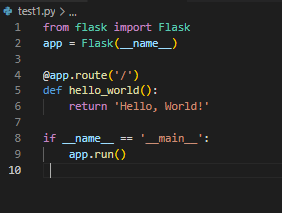 test1.py > ...
1 from flask import Flask
2 app = Flask(__name__)
3
4 @app.route('/')
5 def hello_world():
6     return 'Hello, World!'
7
8 if __name__ == '__main__':
9     app.run()
10